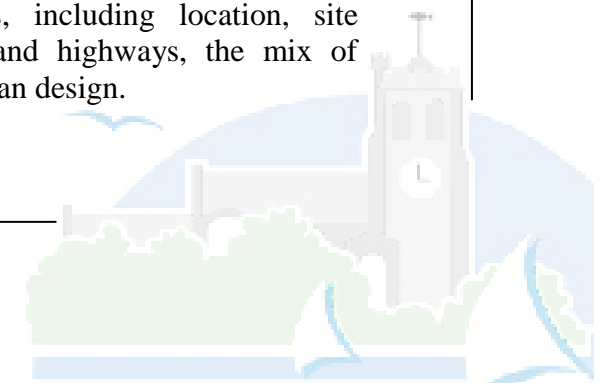 s, including location, site
and highways, the mix of
an design.